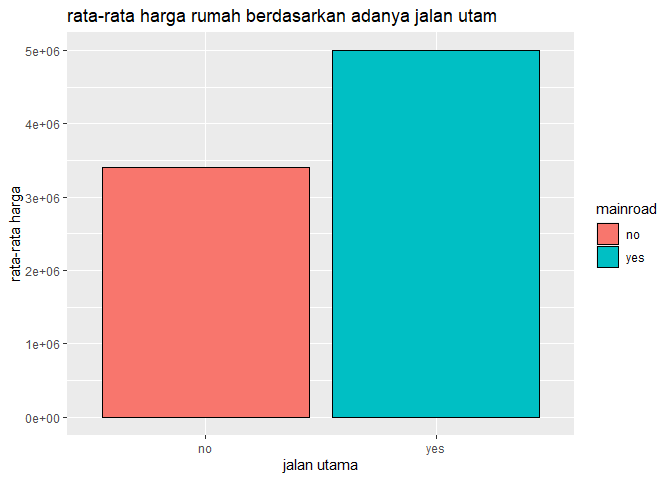 rata-rata harga rumah berdasarkan adanya jalan utam
5e+06
4e+06
3e+06
2e+06
1e+06
0e+00
rata-rata harga
no
yes
jalan utama
mainroad
no
yes